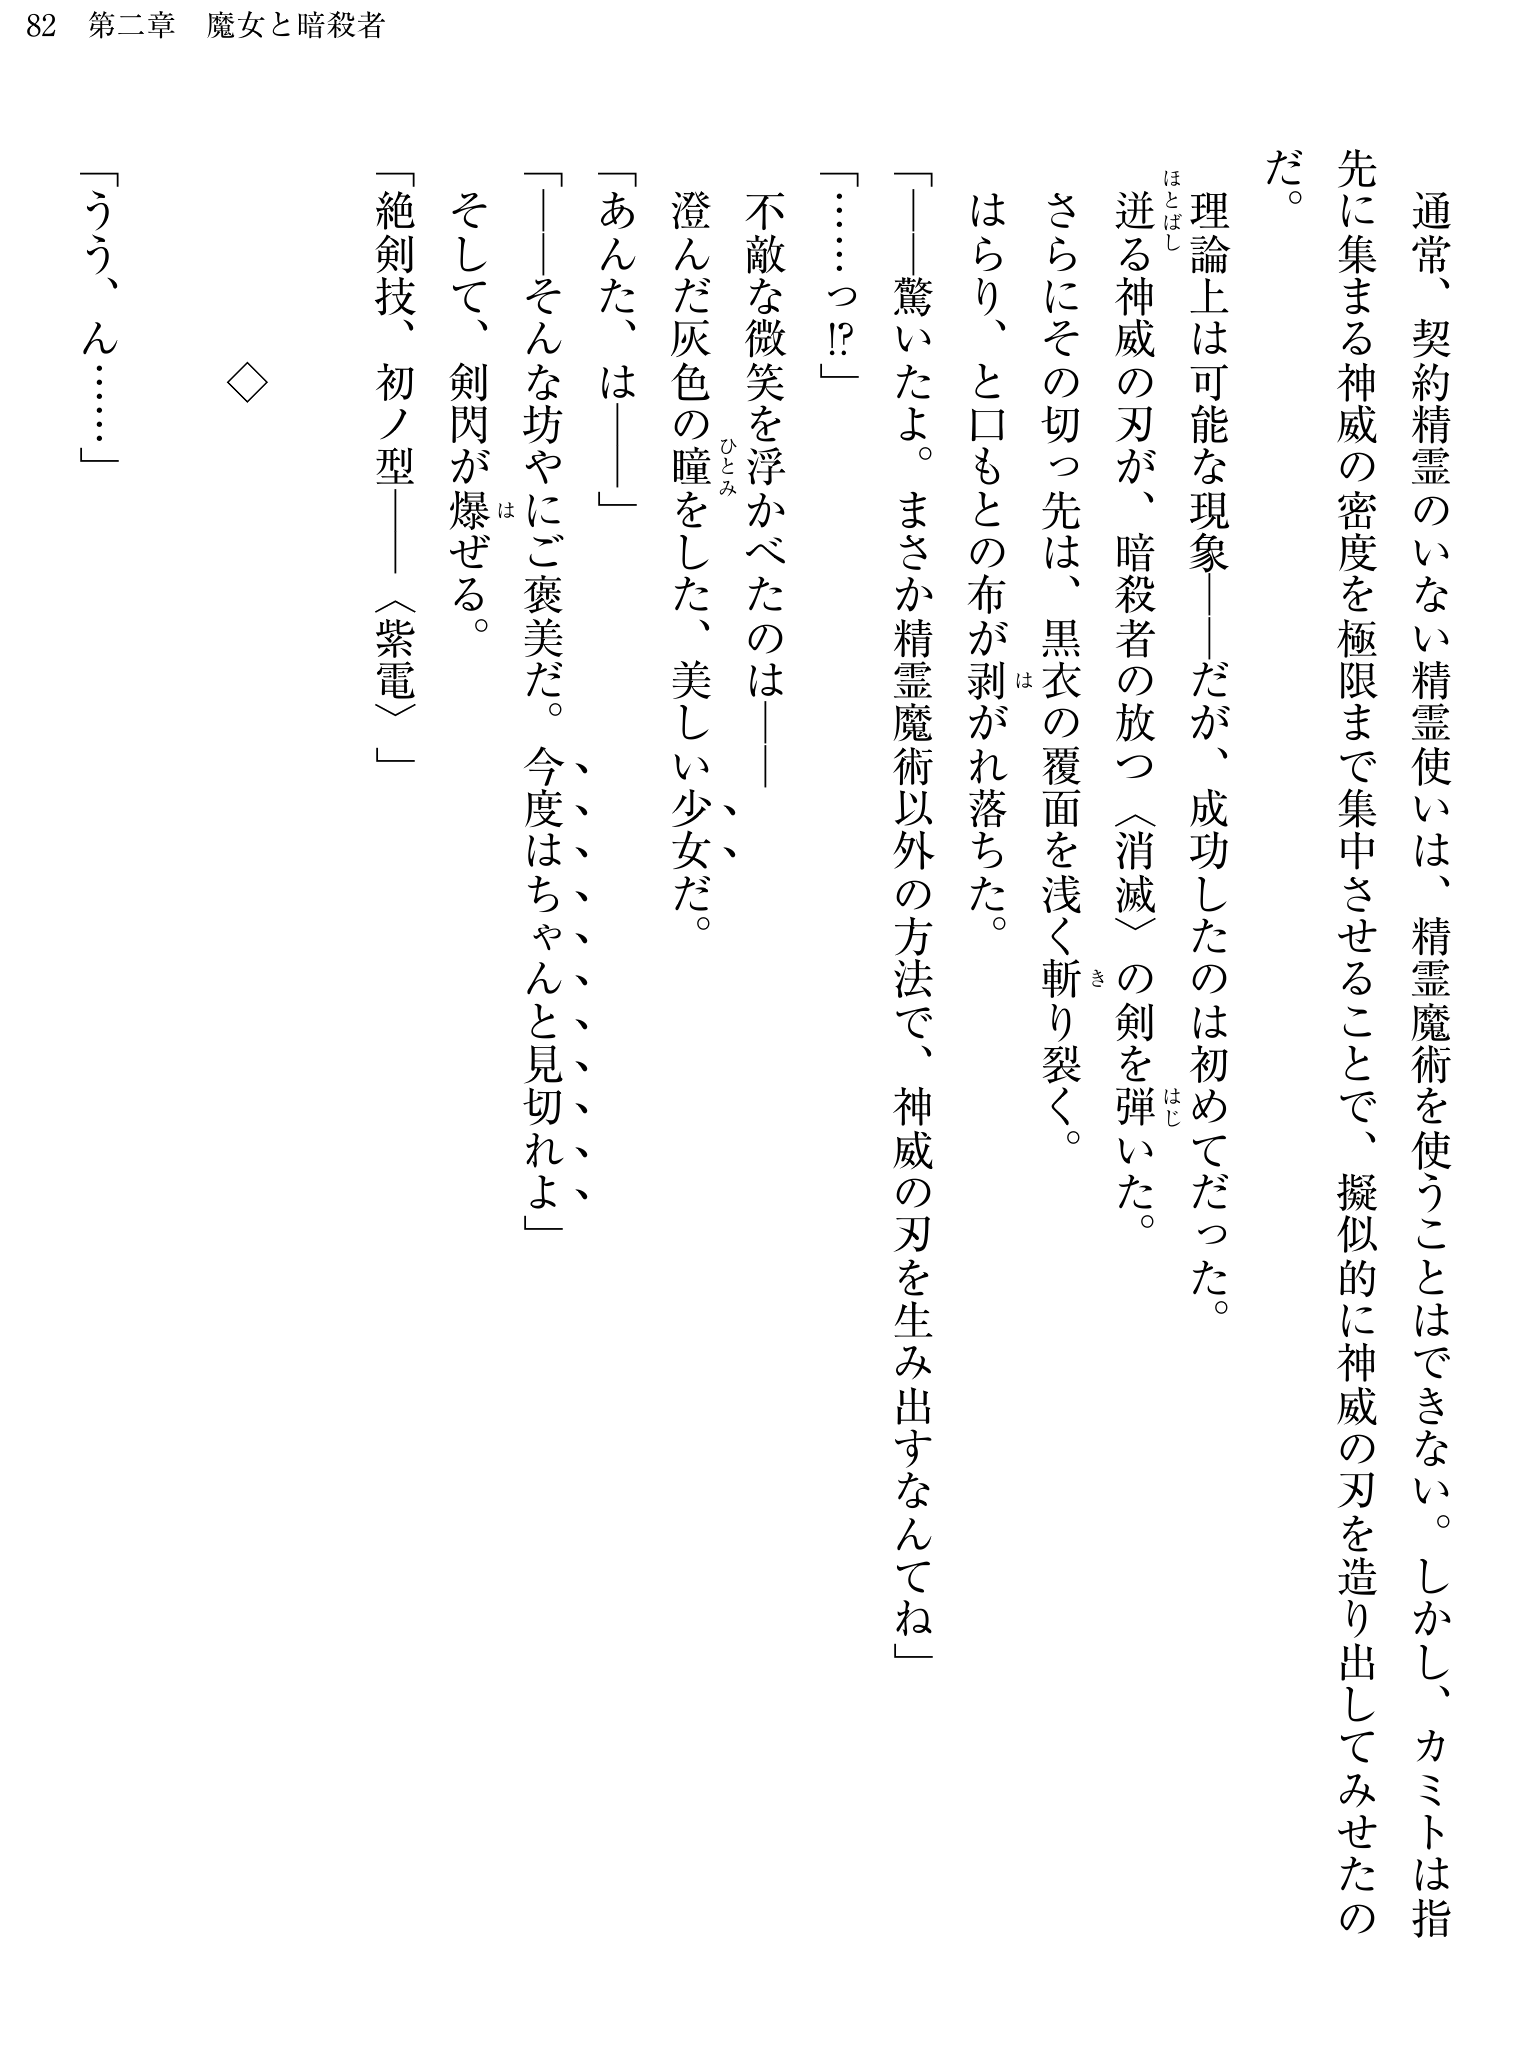 82　第二章　魔女と暗殺者
　通常、契約精霊のいない精霊使いは、精霊魔術を使うことはできない。しかし、カミトは指
先に集まる神威の密度を極限まで集中させることで、擬似的に神威の刃を造り出してみせたの
だ。
　理論上は可能な現象――だが、成功したのは初めてだった。
　迸る神威の刃が、暗殺者の放つ〈消滅〉の剣を弾いた。
　さらにその切っ先は、黒衣の覆面を浅く斬り裂く。
　はらり、と口もとの布が剥がれ落ちた。
「――驚いたよ。まさか精霊魔術以外の方法で、神威の刃を生み出すなんてね」
「……っ!?」
　不敵な微笑を浮かべたのは――
　澄んだ灰色の瞳をした、美しい少女だ。
「あんた、は――」
「――そんな坊やにご褒美だ。今度はちゃんと見切れよ」
　そして、剣閃が爆ぜる。
「絶剣技、初ノ型――〈紫電〉」
◇
「うう、ん……」